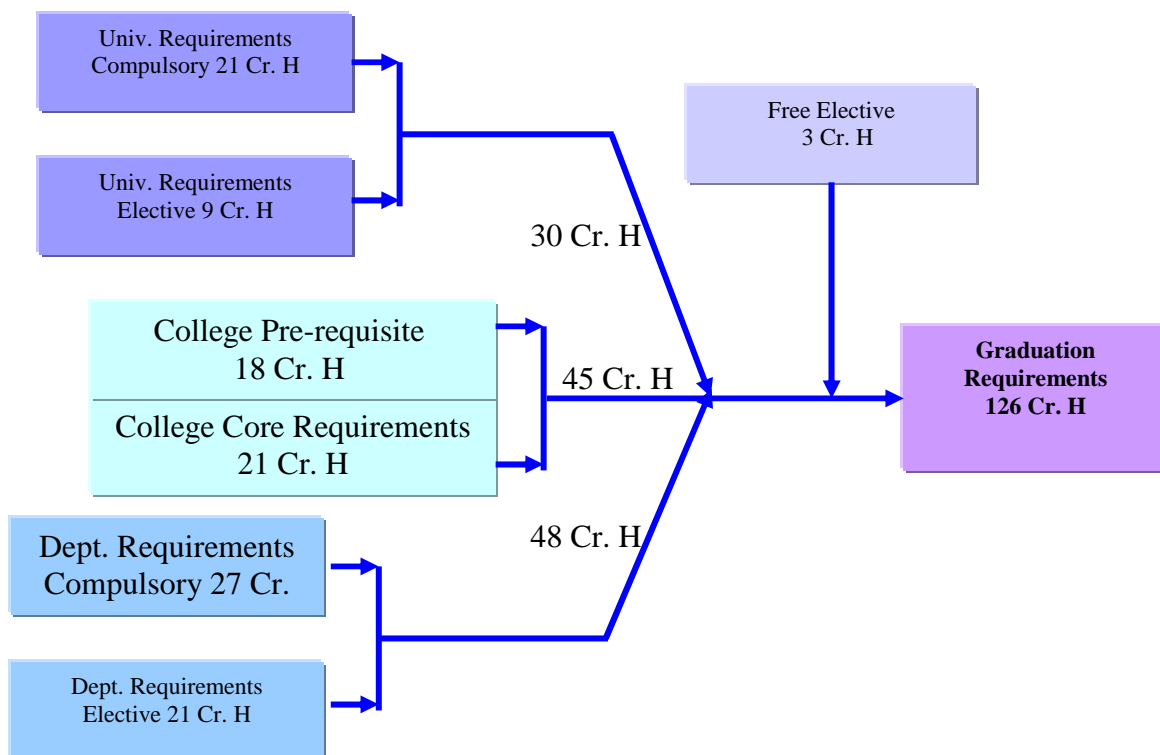 Univ. Requirements
Compulsory 21 Cr. H
Univ. Requirements
Elective 9 Cr. H
Free Elective
3 Cr. H
30 Cr. H
College Pre-requisite
18 Cr. H
45 Cr. H
College Core Requirements
21 Cr. H
Graduation
Requirements
126 Cr. H
48 Cr. H
Dept. Requirements
Compulsory 27 Cr.
Dept. Requirements
Elective 21 Cr. H